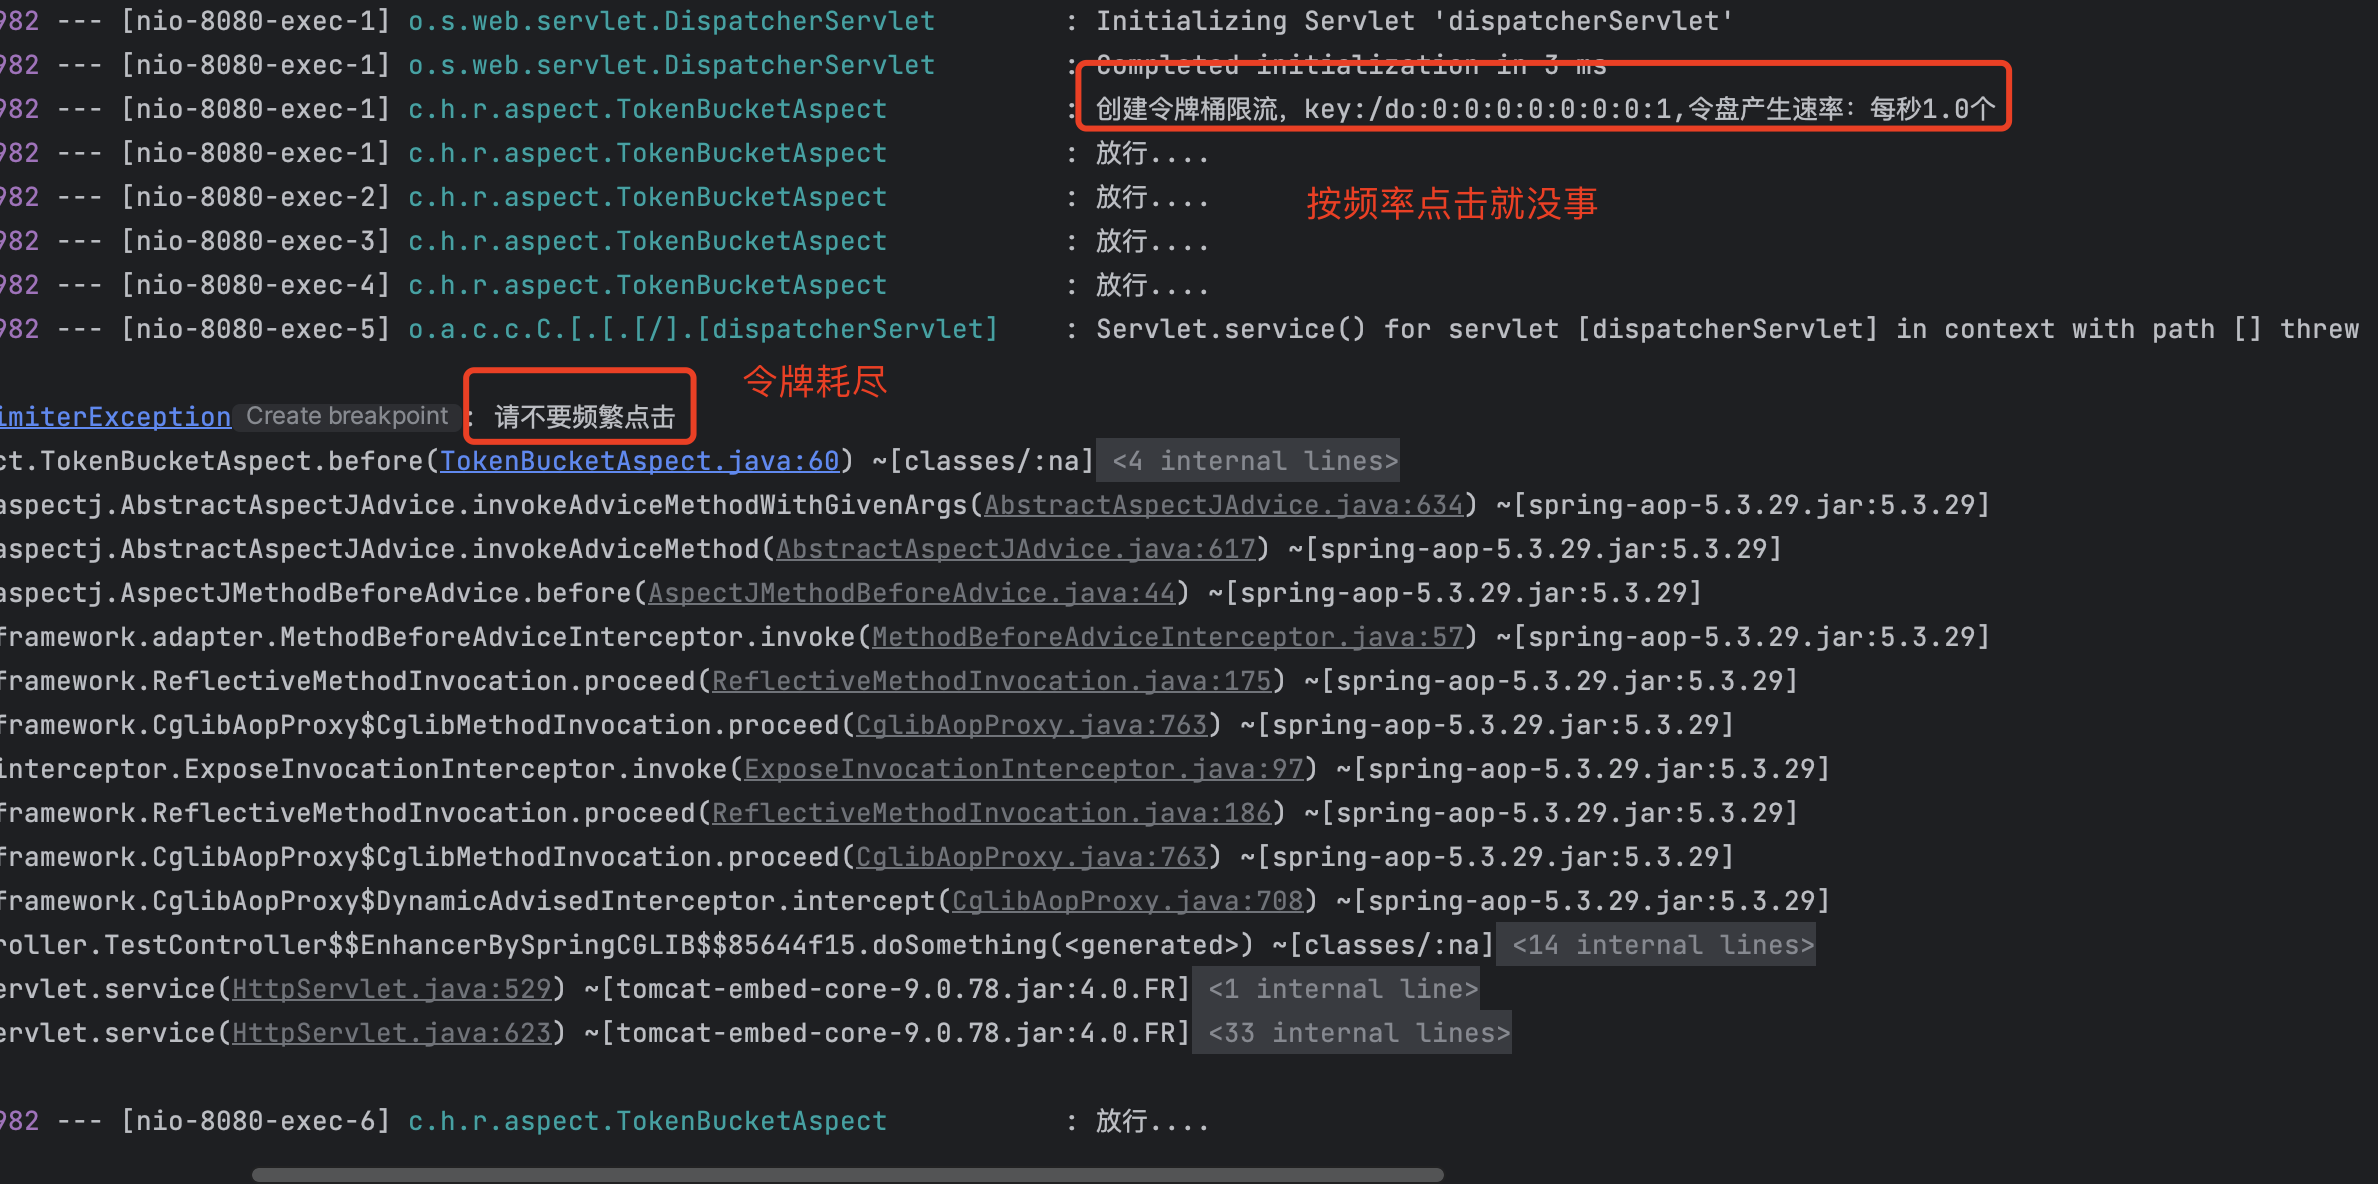 982 --- [nio-8080-exec-1] o.s.web.servlet.DispatcherServlet : Initializing Servlet 'dispatcherServlet'
982 --- [nio-8080-exec-1] o.s.web.servlet.DispatcherServlet : Completed initialization in 3 ms
982 --- [nio-8080-exec-1] c.h.r.aspect.TokenBucketAspect : 创建令牌桶限流，key:/do:0:0:0:0:0:0:0:1,令盘产生速率：每秒1.0个
982 --- [nio-8080-exec-1] c.h.r.aspect.TokenBucketAspect : 放行....
982 --- [nio-8080-exec-2] c.h.r.aspect.TokenBucketAspect : 放行....
按频率点击就没事
982 --- [nio-8080-exec-3] c.h.r.aspect.TokenBucketAspect : 放行....
982 --- [nio-8080-exec-4] c.h.r.aspect.TokenBucketAspect : 放行....
982 --- [nio-8080-exec-5] o.a.c.c.C.[.[.[/].[dispatcherServlet] : Servlet.service() for servlet [dispatcherServlet] in context with path [] threw
令牌耗尽
imiterException Create breakpoint : 请不要频繁点击
ct.TokenBucketAspect.before(TokenBucketAspect.java:60) ~[classes/:na] <4 internal lines>
aspectj.AbstractAspectJAdvice.invokeAdviceMethodWithGivenArgs(AbstractAspectJAdvice.java:634) ~[spring-aop-5.3.29.jar:5.3.29]
aspectj.AbstractAspectJAdvice.invokeAdviceMethod(AbstractAspectJAdvice.java:617) ~[spring-aop-5.3.29.jar:5.3.29]
aspectj.AspectJMethodBeforeAdvice.before(AspectJMethodBeforeAdvice.java:44) ~[spring-aop-5.3.29.jar:5.3.29]
framework.adapter.MethodBeforeAdviceInterceptor.invoke(MethodBeforeAdviceInterceptor.java:57) ~[spring-aop-5.3.29.jar:5.3.29]
framework.ReflectiveMethodInvocation.proceed(ReflectiveMethodInvocation.java:175) ~[spring-aop-5.3.29.jar:5.3.29]
framework.CglibAopProxy$CglibMethodInvocation.proceed(CglibAopProxy.java:763) ~[spring-aop-5.3.29.jar:5.3.29]
interceptor.ExposeInvocationInterceptor.invoke(ExposeInvocationInterceptor.java:97) ~[spring-aop-5.3.29.jar:5.3.29]
framework.ReflectiveMethodInvocation.proceed(ReflectiveMethodInvocation.java:186) ~[spring-aop-5.3.29.jar:5.3.29]
framework.CglibAopProxy$CglibMethodInvocation.proceed(CglibAopProxy.java:763) ~[spring-aop-5.3.29.jar:5.3.29]
framework.CglibAopProxy$DynamicAdvisedInterceptor.intercept(CglibAopProxy.java:708) ~[spring-aop-5.3.29.jar:5.3.29]
roller.TestController$$EnhancerBySpringCGLIB$$85644f15.doSomething(<generated>) ~[classes/:na] <14 internal lines>
ervlet.service(HttpServlet.java:529) ~[tomcat-embed-core-9.0.78.jar:4.0.FR] <1 internal line>
ervlet.service(HttpServlet.java:623) ~[tomcat-embed-core-9.0.78.jar:4.0.FR] <33 internal lines>
982 --- [nio-8080-exec-6] c.h.r.aspect.TokenBucketAspect : 放行....